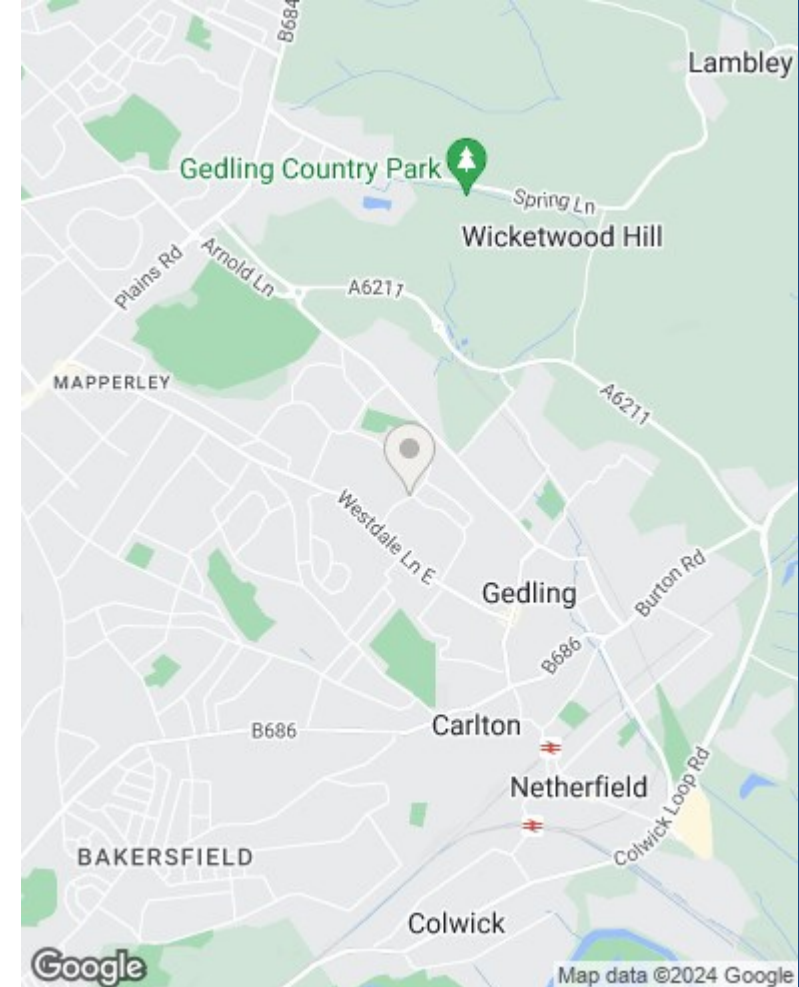 B684
Lambley
Gedling Country Park
Spring Ln
Wicketwood Hill
Plains Rd
Arnold Ln
A6211
MAPPERLEY
A6211
Westdale Ln E
Gedling
Burton Rd
B686
Carlton
B686
Netherfield
Colwick Loop Rd
BAKERSFIELD
Colwick
Google
Map data ©2024 Google